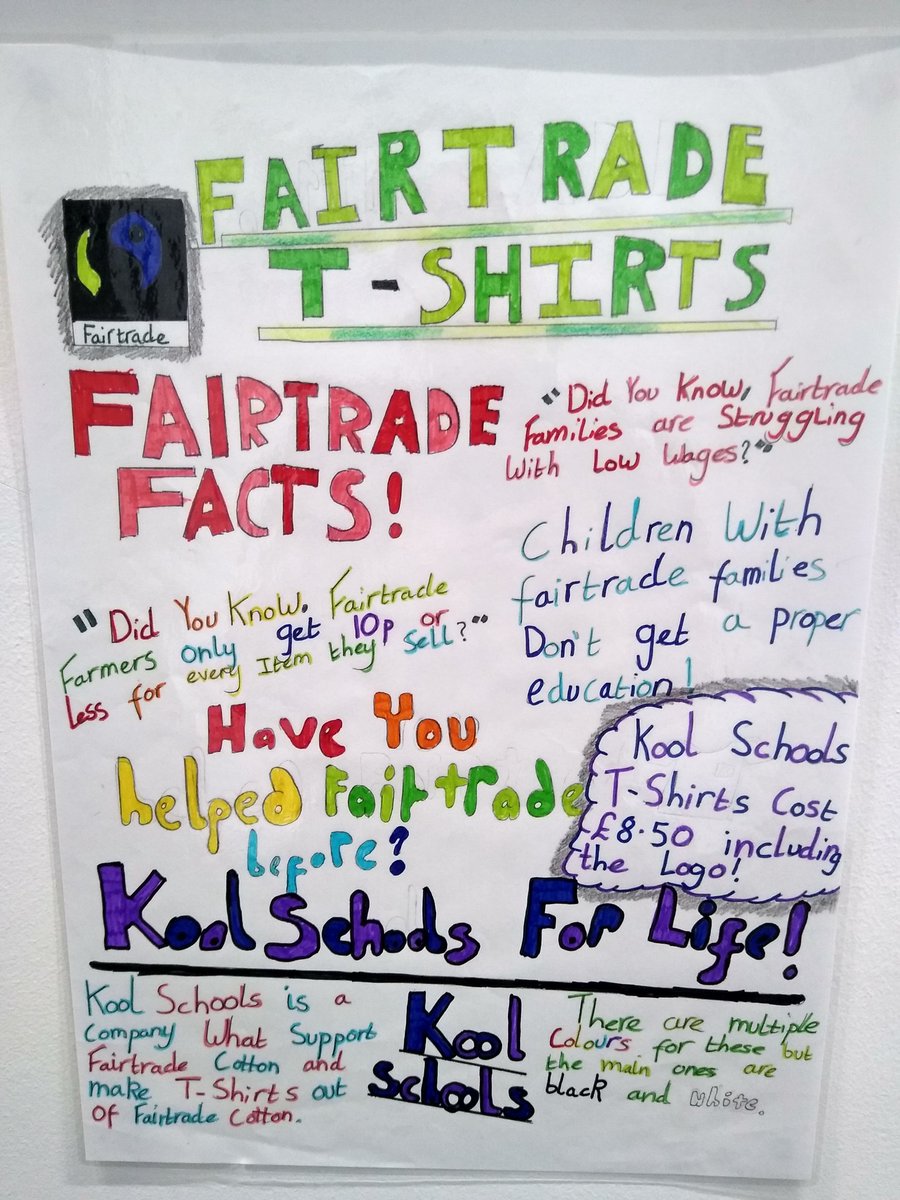 FAIRTRADE
T-SHIRTS
Fairtrade
FAIRTRADE
FACTS!
"Did You Know, Fairtrade
families are Struggling
With Low Wages?"
Children With
fairtrade families
Don't get a proper
education!
"Did You Know, Fairtrade
Farmers only get 10p or
Less for every Item they Sell?"
Have You
helped Fairtrade
before?
Kool Schools
T-Shirts Cost
£8.50 including
the Logo!
Kool Schools For Life!
Kool Schools is a
Company What Support
Fairtrade Cotton and
make T-Shirts out
of Fairtrade Cotton.
Kool
Schools
There are multiple
Colours for these but
the main ones are
black and white.